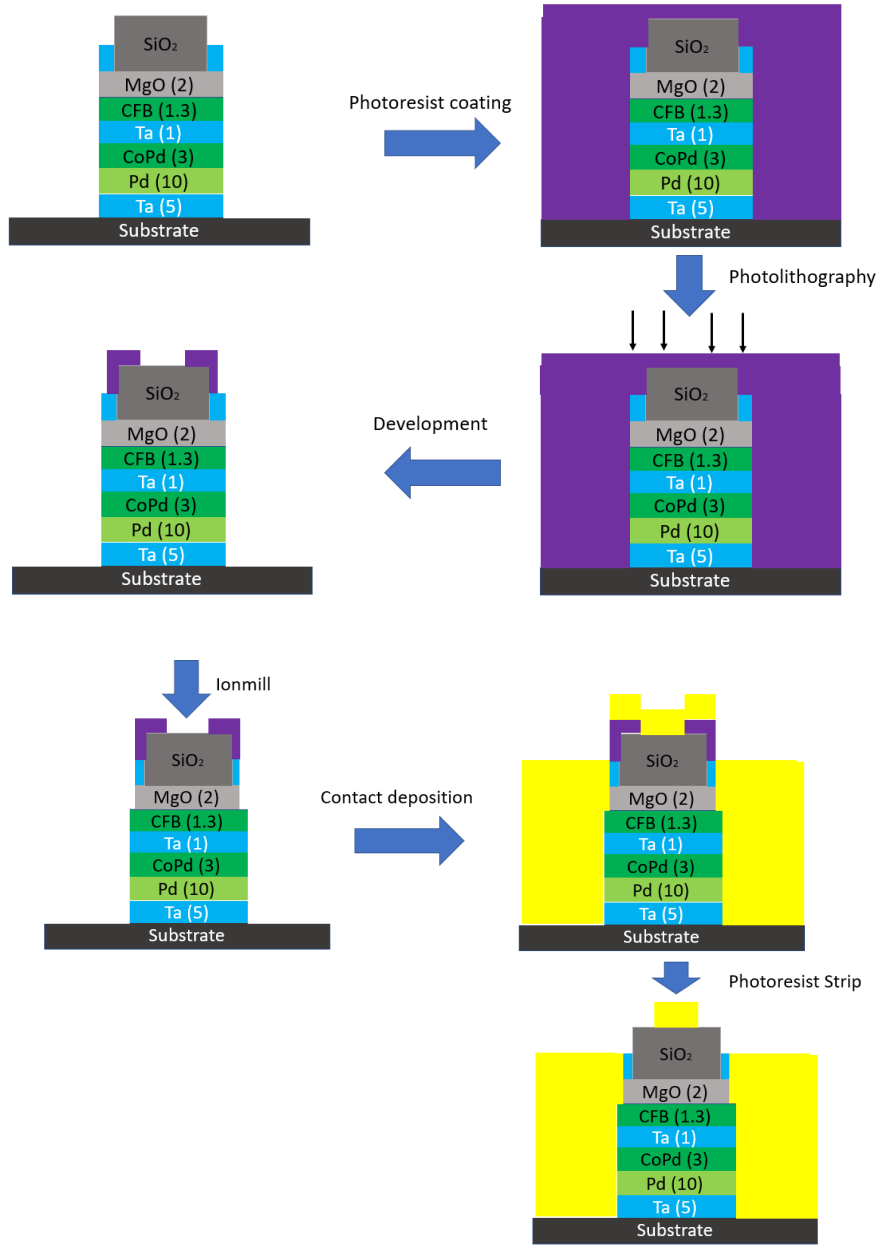 SiO₂
MgO (2)
CFB (1.3)
Ta (1)
CoPd (3)
Pd (10)
Ta (5)
Substrate
Photoresist coating
SiO₂
MgO (2)
CFB (1.3)
Ta (1)
CoPd (3)
Pd (10)
Ta (5)
Substrate
Photolithography
SiO₂
MgO (2)
CFB (1.3)
Ta (1)
CoPd (3)
Pd (10)
Ta (5)
Substrate
Development
SiO₂
MgO (2)
CFB (1.3)
Ta (1)
CoPd (3)
Pd (10)
Ta (5)
Substrate
Ionmill
SiO₂
MgO (2)
CFB (1.3)
Ta (1)
CoPd (3)
Pd (10)
Ta (5)
Substrate
Contact deposition
SiO₂
MgO (2)
CFB (1.3)
Ta (1)
CoPd (3)
Pd (10)
Ta (5)
Substrate
Photoresist Strip
SiO₂
MgO (2)
CFB (1.3)
Ta (1)
CoPd (3)
Pd (10)
Ta (5)
Substrate